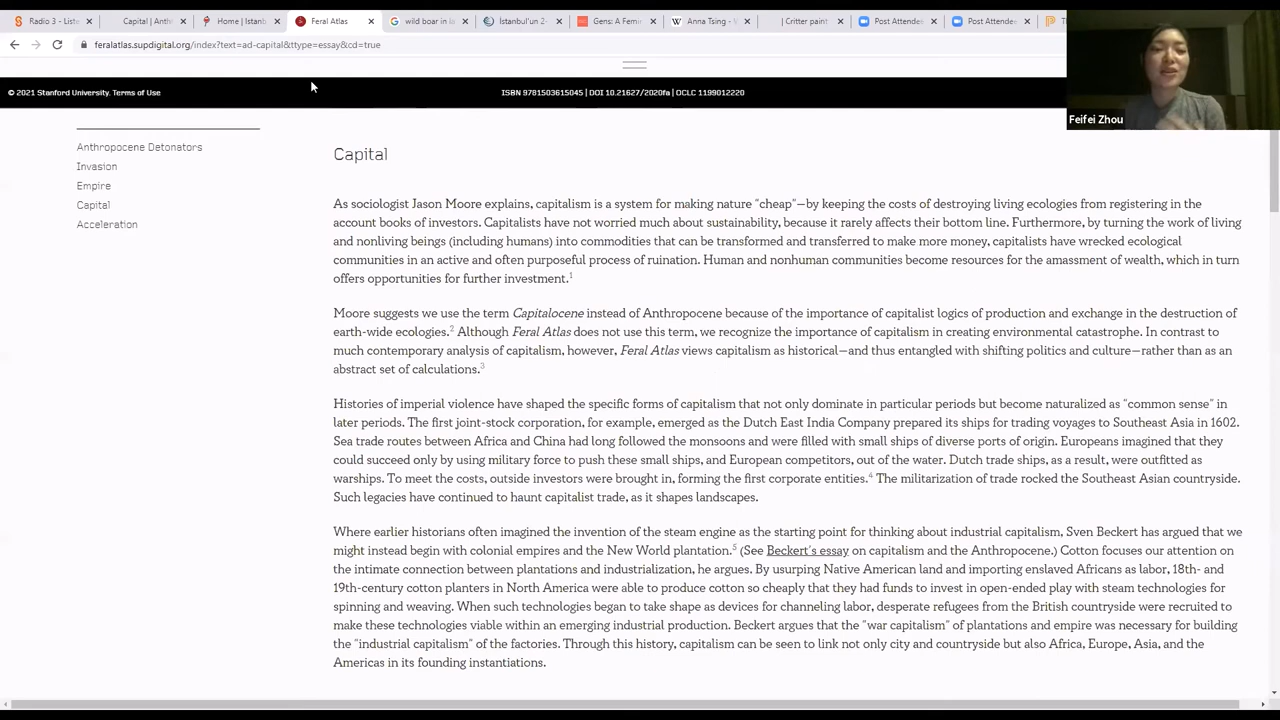 Radio 3 - Liste
Capital | Anth
Home | Istanb
Feral Atlas
wild boar in is
İstanbul'un 2-
Gens: A Femin
Anna Tsing - W
| Critter paint
Post Attende
Post Attende
feralatlas.supdigital.org/index?text=ad-capital&ttype=essay&cd=true
Feifei Zhou
© 2021 Stanford University. Terms of Use
ISBN 9781503615045 | DOI 10.21627/2020fa | OCLC 1199012220
Anthropocene Detonators
Invasion
Empire
Capital
Acceleration
Capital
As sociologist Jason Moore explains, capitalism is a system for making nature "cheap"—by keeping the costs of destroying living ecologies from registering in the
account books of investors. Capitalists have not worried much about sustainability, because it rarely affects their bottom line. Furthermore, by turning the work of living
and nonliving beings (including humans) into commodities that can be transformed and transferred to make more money, capitalists have wrecked ecological
communities in an active and often purposeful process of ruination. Human and nonhuman communities become resources for the amassment of wealth, which in turn
offers opportunities for further investment.1
Moore suggests we use the term Capitalocene instead of Anthropocene because of the importance of capitalist logics of production and exchange in the destruction of
earth-wide ecologies.2 Although Feral Atlas does not use this term, we recognize the importance of capitalism in creating environmental catastrophe. In contrast to
much contemporary analysis of capitalism, however, Feral Atlas views capitalism as historical—and thus entangled with shifting politics and culture—rather than as an
abstract set of calculations.3
Histories of imperial violence have shaped the specific forms of capitalism that not only dominate in particular periods but become naturalized as "common sense" in
later periods. The first joint-stock corporation, for example, emerged as the Dutch East India Company prepared its ships for trading voyages to Southeast Asia in 1602.
Sea trade routes between Africa and China had long followed the monsoons and were filled with small ships of diverse ports of origin. Europeans imagined that they
could succeed only by using military force to push these small ships, and European competitors, out of the water. Dutch trade ships, as a result, were outfitted as
warships. To meet the costs, outside investors were brought in, forming the first corporate entities.4 The militarization of trade rocked the Southeast Asian countryside.
Such legacies have continued to haunt capitalist trade, as it shapes landscapes.
Where earlier historians often imagined the invention of the steam engine as the starting point for thinking about industrial capitalism, Sven Beckert has argued that we
might instead begin with colonial empires and the New World plantation.5 (See Beckert's essay on capitalism and the Anthropocene.) Cotton focuses our attention on
the intimate connection between plantations and industrialization, he argues. By usurping Native American land and importing enslaved Africans as labor, 18th- and
19th-century cotton planters in North America were able to produce cotton so cheaply that they had funds to invest in open-ended play with steam technologies for
spinning and weaving. When such technologies began to take shape as devices for channeling labor, desperate refugees from the British countryside were recruited to
make these technologies viable within an emerging industrial production. Beckert argues that the "war capitalism" of plantations and empire was necessary for building
the "industrial capitalism" of the factories. Through this history, capitalism can be seen to link not only city and countryside but also Africa, Europe, Asia, and the
Americas in its founding instantiations.